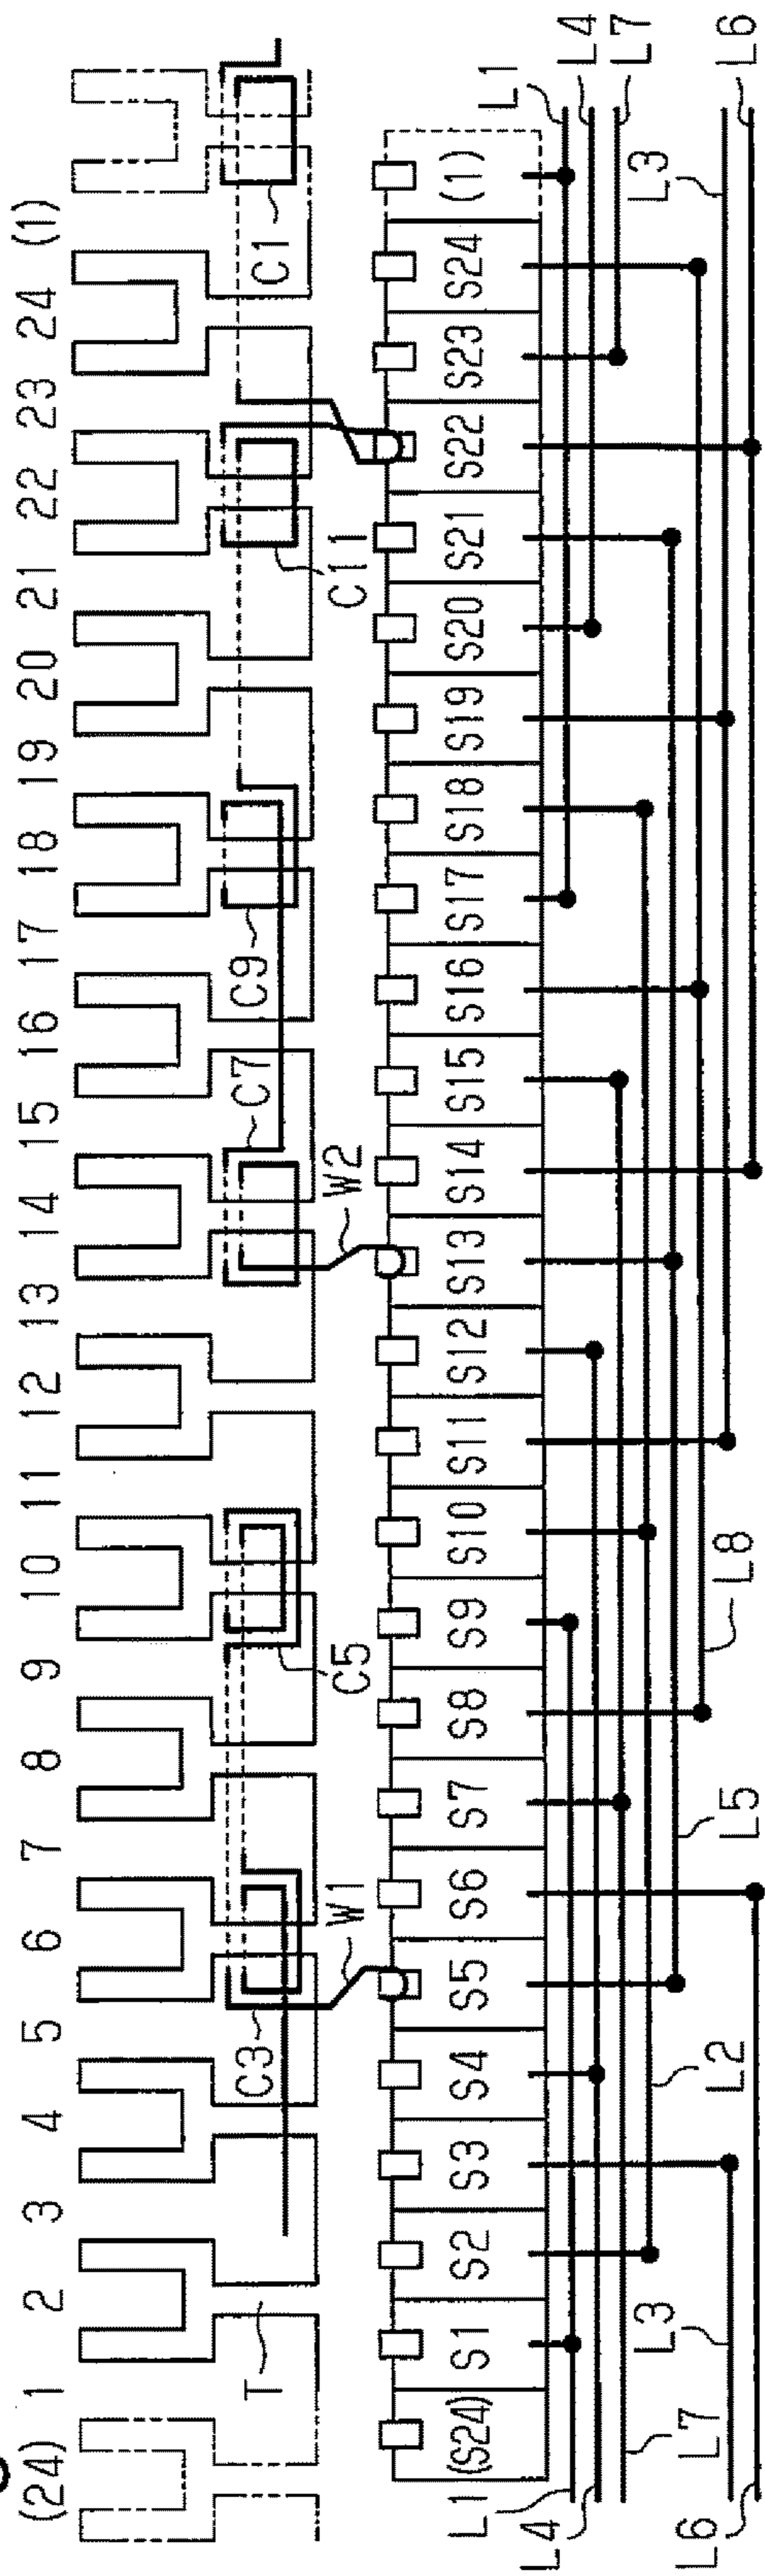 (24) 1 2 3 4 5 6 7 8 9 10 11 12 13 14 15 16 17 18 19 20 21 22 23 24 (1)
T
C3
C5
C7
C9
C11
C1
W1
W2
(S24) S1 S2 S3 S4 S5 S6 S7 S8 S9 S10 S11 S12 S13 S14 S15 S16 S17 S18 S19 S20 S21 S22 S23 S24 (1)
L1
L4
L7
L3
L6
L2
L5
L8
L1
L4
L7
L3
L6